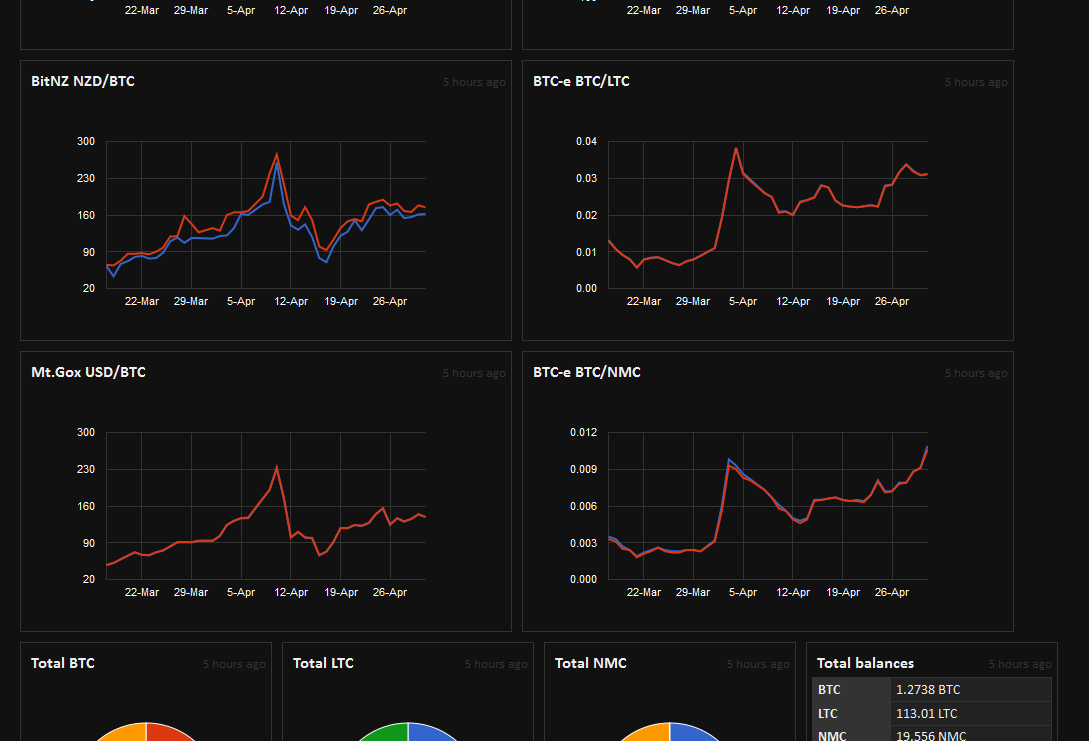 22-Mar 29-Mar 5-Apr 12-Apr 19-Apr 26-Apr
22-Mar 29-Mar 5-Apr 12-Apr 19-Apr 26-Apr
BitNZ NZD/BTC 5 hours ago
300
230
160
90
20
22-Mar 29-Mar 5-Apr 12-Apr 19-Apr 26-Apr
BTC-e BTC/LTC 5 hours ago
0.04
0.03
0.02
0.01
0.00
22-Mar 29-Mar 5-Apr 12-Apr 19-Apr 26-Apr
Mt.Gox USD/BTC 5 hours ago
300
230
160
90
20
22-Mar 29-Mar 5-Apr 12-Apr 19-Apr 26-Apr
BTC-e BTC/NMC 5 hours ago
0.012
0.009
0.006
0.003
0.000
22-Mar 29-Mar 5-Apr 12-Apr 19-Apr 26-Apr
Total BTC 5 hours ago
Total LTC 5 hours ago
Total NMC 5 hours ago
Total balances 5 hours ago
BTC 1.2738 BTC
LTC 113.01 LTC
NMC 19.556 NMC